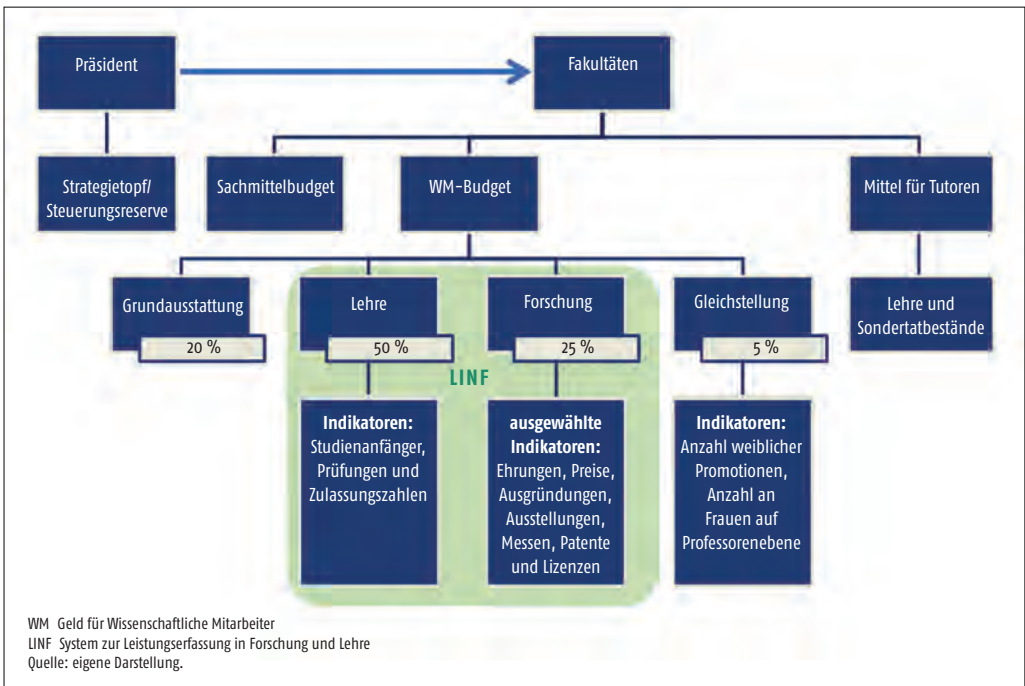 Präsident
Fakultäten
Strategietopf/
Steuerungsreserve
Sachmittelbudget
WM-Budget
Mittel für Tutoren
Grundausstattung
20 %
Lehre
50 %
Forschung
25 %
Gleichstellung
5 %
Lehre und
Sondertatbestände
LINF
Indikatoren:
Studienanfänger,
Prüfungen und
Zulassungszahlen
ausgewählte
Indikatoren:
Ehrungen, Preise,
Ausgründungen,
Ausstellungen,
Messen, Patente
und Lizenzen
Indikatoren:
Anzahl weiblicher
Promotionen,
Anzahl an
Frauen auf
Professorenebene
WM Geld für Wissenschaftliche Mitarbeiter
LINF System zur Leistungserfassung in Forschung und Lehre
Quelle: eigene Darstellung.